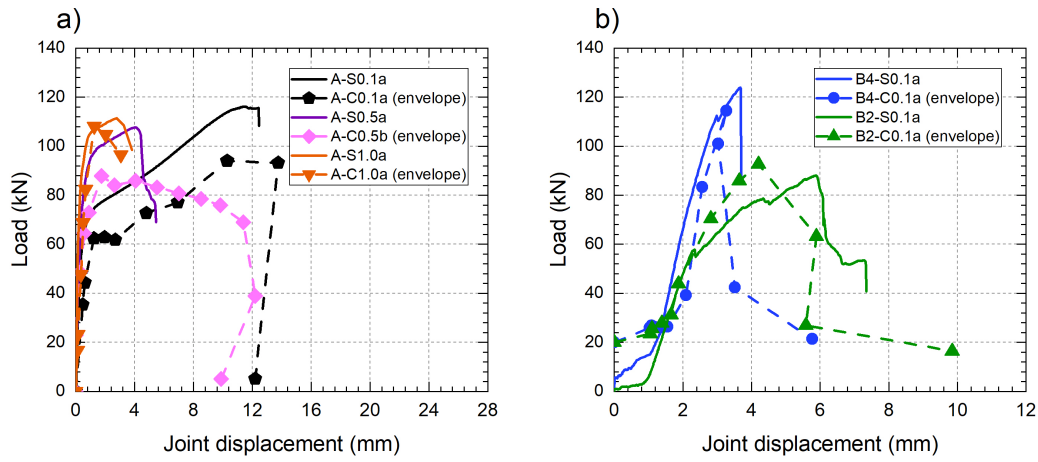 a)
140
120
100
80
60
40
20
0
Load (kN)
0 4 8 12 16 20 24 28
Joint displacement (mm)
A-S0.1a
A-C0.1a (envelope)
A-S0.5a
A-C0.5b (envelope)
A-S1.0a
A-C1.0a (envelope)
b)
140
120
100
80
60
40
20
0
Load (kN)
0 2 4 6 8 10 12
Joint displacement (mm)
B4-S0.1a
B4-C0.1a (envelope)
B2-S0.1a
B2-C0.1a (envelope)